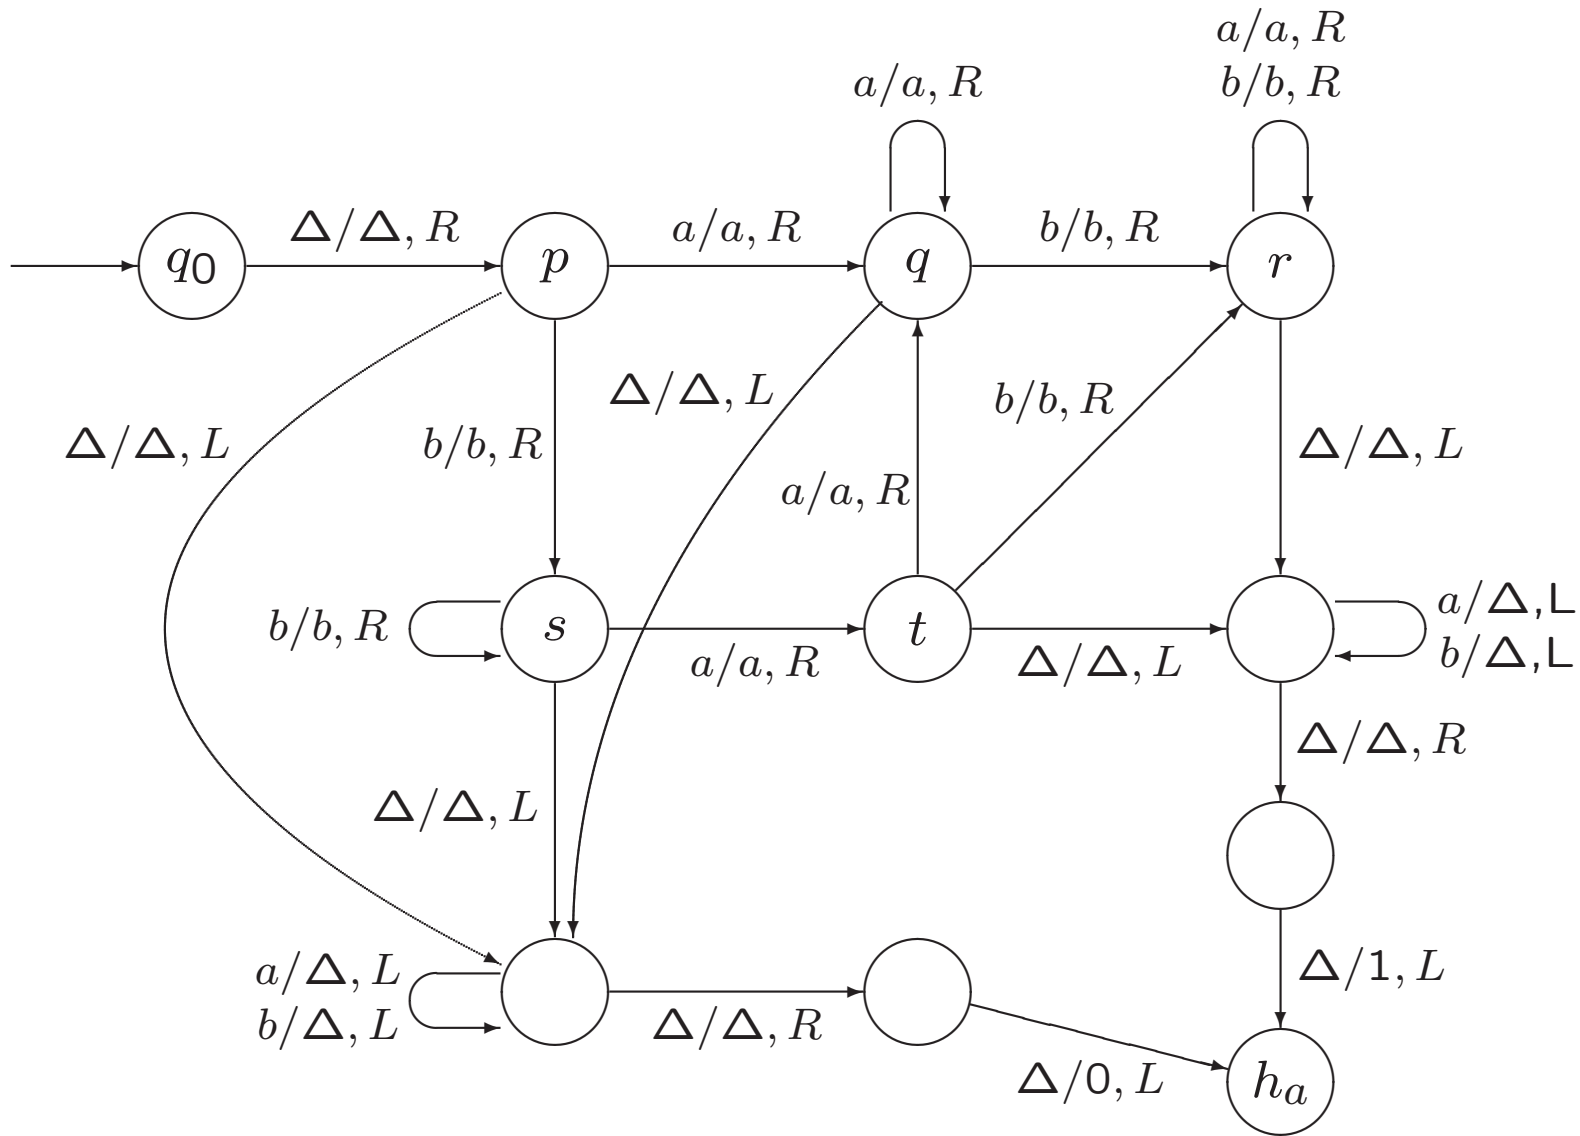 a/a, R
b/b, R
a/a, R
Δ/Δ, R
a/a, R
b/b, R
q0
p
q
r
Δ/Δ, L
b/b, R
Δ/Δ, L
b/b, R
Δ/Δ, L
a/a, R
a/Δ,L
b/Δ,L
b/b, R
s
t
a/a, R
Δ/Δ, L
Δ/Δ, R
Δ/Δ, L
a/Δ, L
b/Δ, L
Δ/Δ, R
Δ/1, L
Δ/0, L
ha